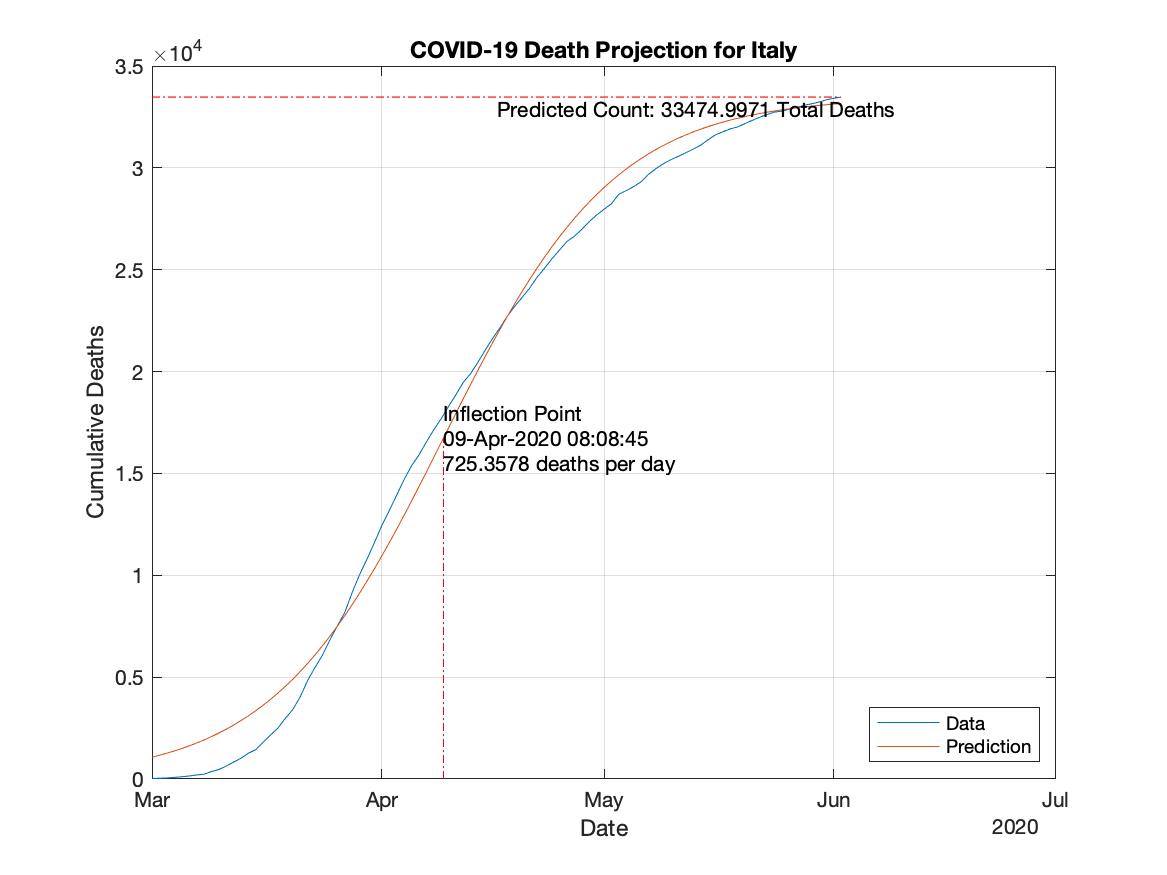 COVID-19 Death Projection for Italy
×10⁴
3.5
Predicted Count: 33474.9971 Total Deaths
3
2.5
2
Inflection Point
09-Apr-2020 08:08:45
725.3578 deaths per day
1.5
1
0.5
0
Cumulative Deaths
Data
Prediction
Mar Apr May Jun Jul
Date
2020